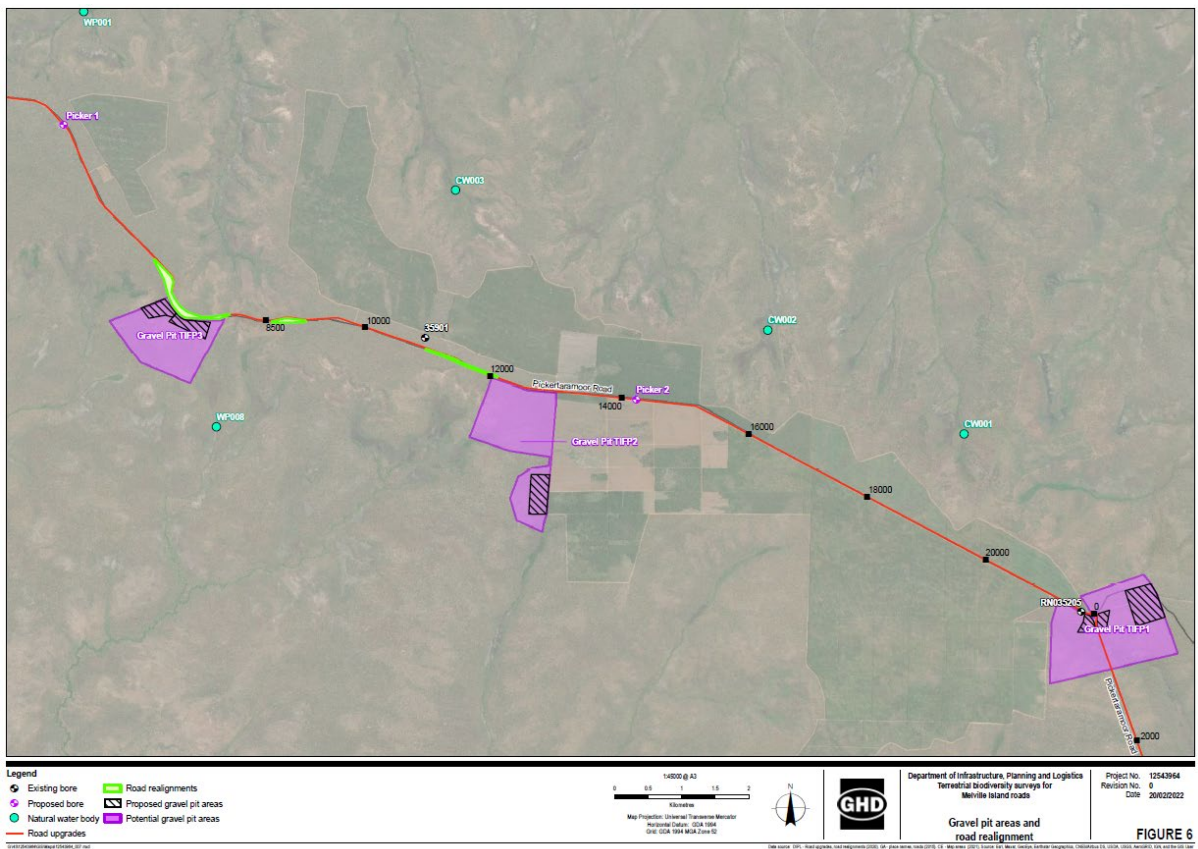 WP001
Picker 1
CW003
8500
10000
35901
Gravel Pit TIFP3
CW002
12000
Pickertaramoor Road
14000
Picker 2
WP008
Gravel Pit TIFP2
16000
CW001
18000
20000
RN035205
0
Gravel Pit TIFP1
Pickertaramoor Road
2000
Legend
Existing bore
Proposed bore
Natural water body
Road upgrades
Road realignments
Proposed gravel pit areas
Potential gravel pit areas
1:45000 @ A3
0 0.5 1 1.5 2
Kilometres
Map Projection: Universal Transverse Mercator
Horizontal Datum: GDA 1994
Grid: GDA 1994 MGA Zone 52
N
GHD
Department of Infrastructure, Planning and Logistics
Terrestrial biodiversity surveys for
Melville Island roads
Gravel pit areas and
road realignment
Project No. 12543964
Revision No. 0
Date 20/02/2022
FIGURE 6